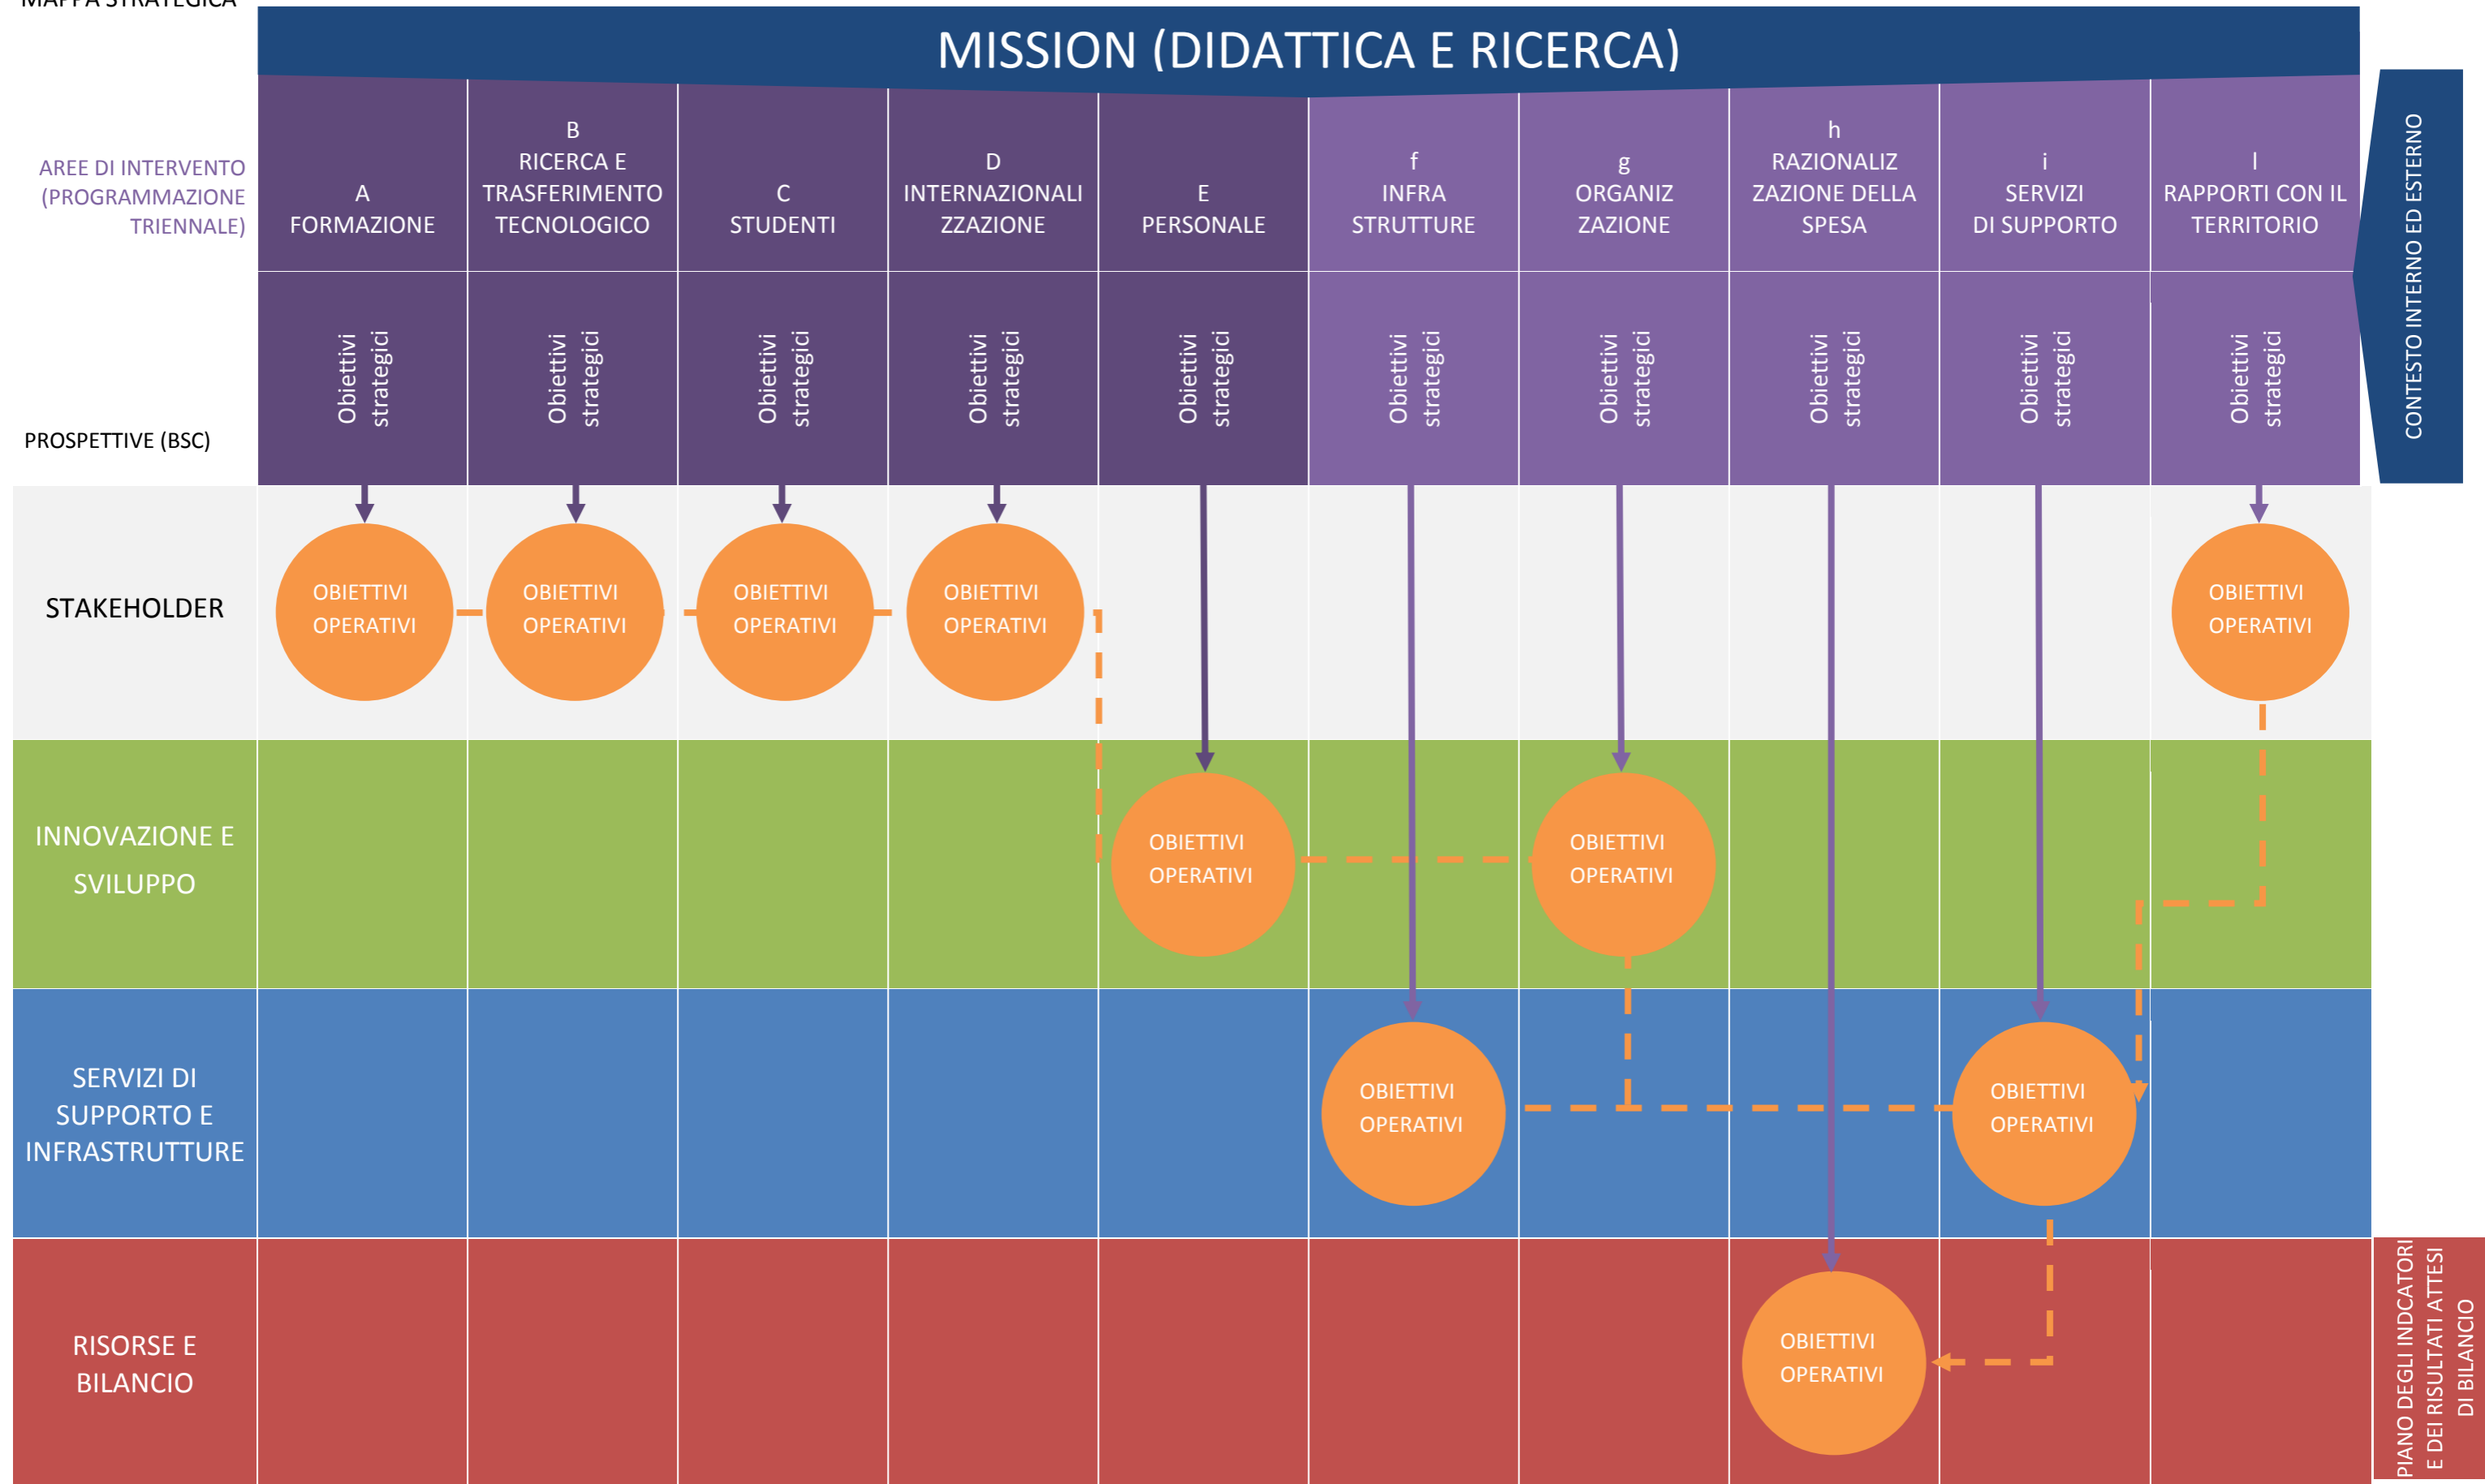 MAPPA STRATEGICA
MISSION (DIDATTICA E RICERCA)
AREE DI INTERVENTO
(PROGRAMMAZIONE
TRIENNALE)
A
FORMAZIONE
B
RICERCA E
TRASFERIMENTO
TECNOLOGICO
C
STUDENTI
D
INTERNAZIONALI
ZZAZIONE
E
PERSONALE
f
INFRA
STRUTTURE
g
ORGANIZ
ZAZIONE
h
RAZIONALIZ
ZAZIONE DELLA
SPESA
i
SERVIZI
DI SUPPORTO
l
RAPPORTI CON IL
TERRITORIO
CONTESTO INTERNO ED ESTERNO
PROSPETTIVE (BSC)
Obiettivi
strategici
Obiettivi
strategici
Obiettivi
strategici
Obiettivi
strategici
Obiettivi
strategici
Obiettivi
strategici
Obiettivi
strategici
Obiettivi
strategici
Obiettivi
strategici
Obiettivi
strategici
STAKEHOLDER
OBIETTIVI
OPERATIVI
OBIETTIVI
OPERATIVI
OBIETTIVI
OPERATIVI
OBIETTIVI
OPERATIVI
OBIETTIVI
OPERATIVI
INNOVAZIONE E
SVILUPPO
OBIETTIVI
OPERATIVI
OBIETTIVI
OPERATIVI
SERVIZI DI
SUPPORTO E
INFRASTRUTTURE
OBIETTIVI
OPERATIVI
OBIETTIVI
OPERATIVI
RISORSE E
BILANCIO
OBIETTIVI
OPERATIVI
PIANO DEGLI INDCATORI
E DEI RISULTATI ATTESI
DI BILANCIO